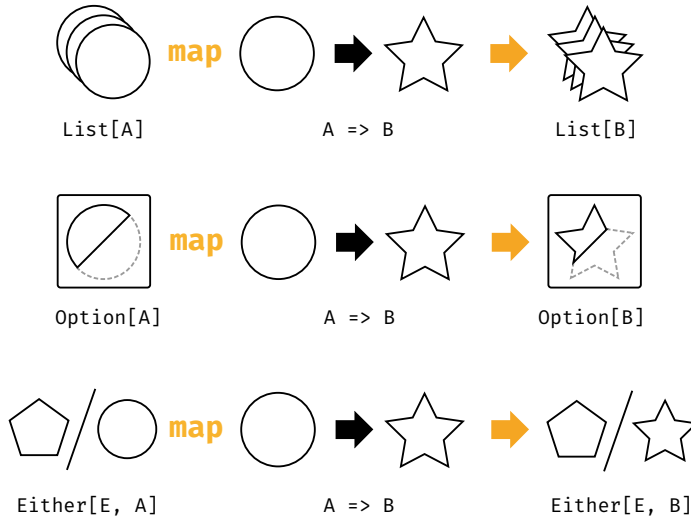 map
List[A] A => B List[B]
map
Option[A] A => B Option[B]
map
Either[E, A] A => B Either[E, B]